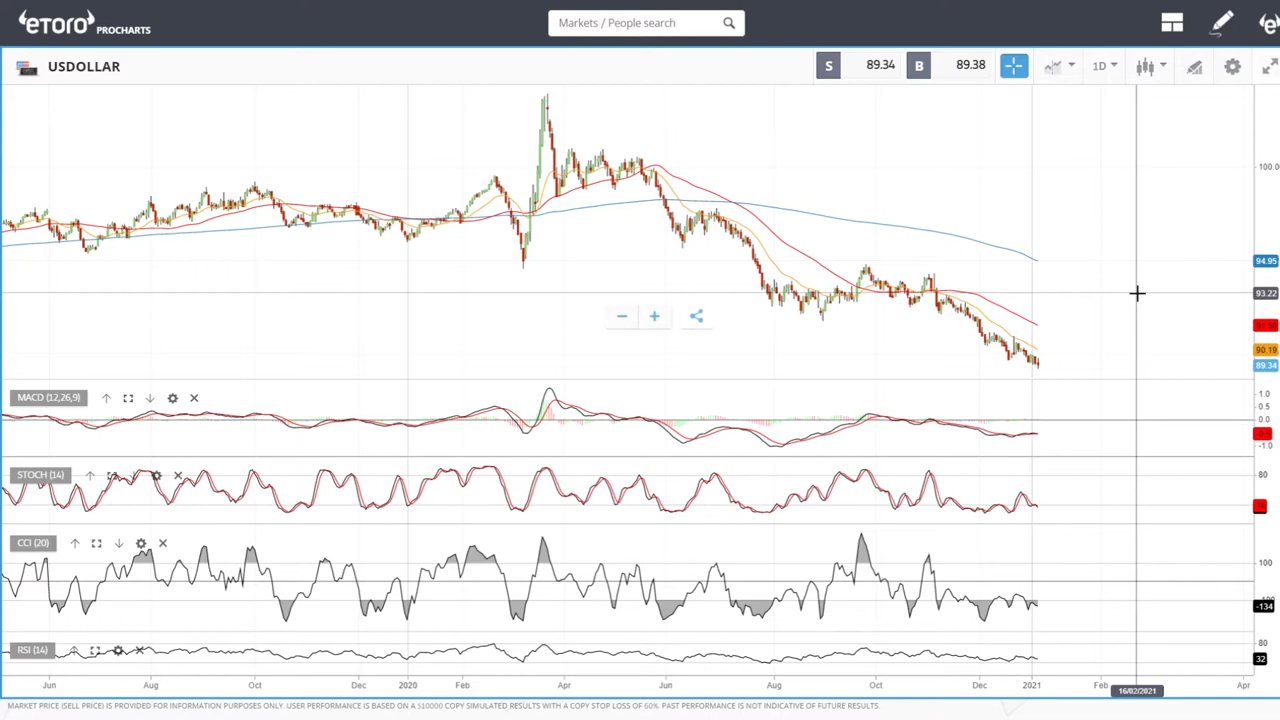 eTORO PROCHARTS
Markets / People search
USDOLLAR
S 89.34 B 89.38 1D
100.0
94.95
93.22
90.19
89.34
MACD (12,26,9)
1.0
0.5
0.0
-1.0
STOCH (14)
80
CCI (20)
100
-134
RSI (14)
80
32
Jun Aug Oct Dec 2020 Feb Apr Jun Aug Oct Dec 2021 Feb 16/02/2021 Apr
MARKET PRICE (SELL PRICE) IS PROVIDED FOR INFORMATION PURPOSES ONLY. USER PERFORMANCE IS BASED ON A $10000 COPY SIMULATED RESULTS WITH A COPY STOP LOSS OF 60%. PAST PERFORMANCE IS NOT INDICATIVE OF FUTURE RESULTS.